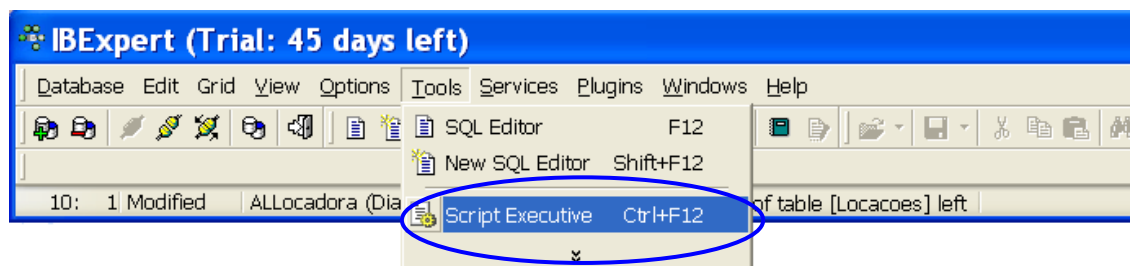 IBExpert (Trial: 45 days left)
Database Edit Grid View Options Tools Services Plugins Windows Help
SQL Editor F12
New SQL Editor Shift+F12
10: 1 Modified ALLocadora (Dia
Script Executive Ctrl+F12
of table [Locacoes] left